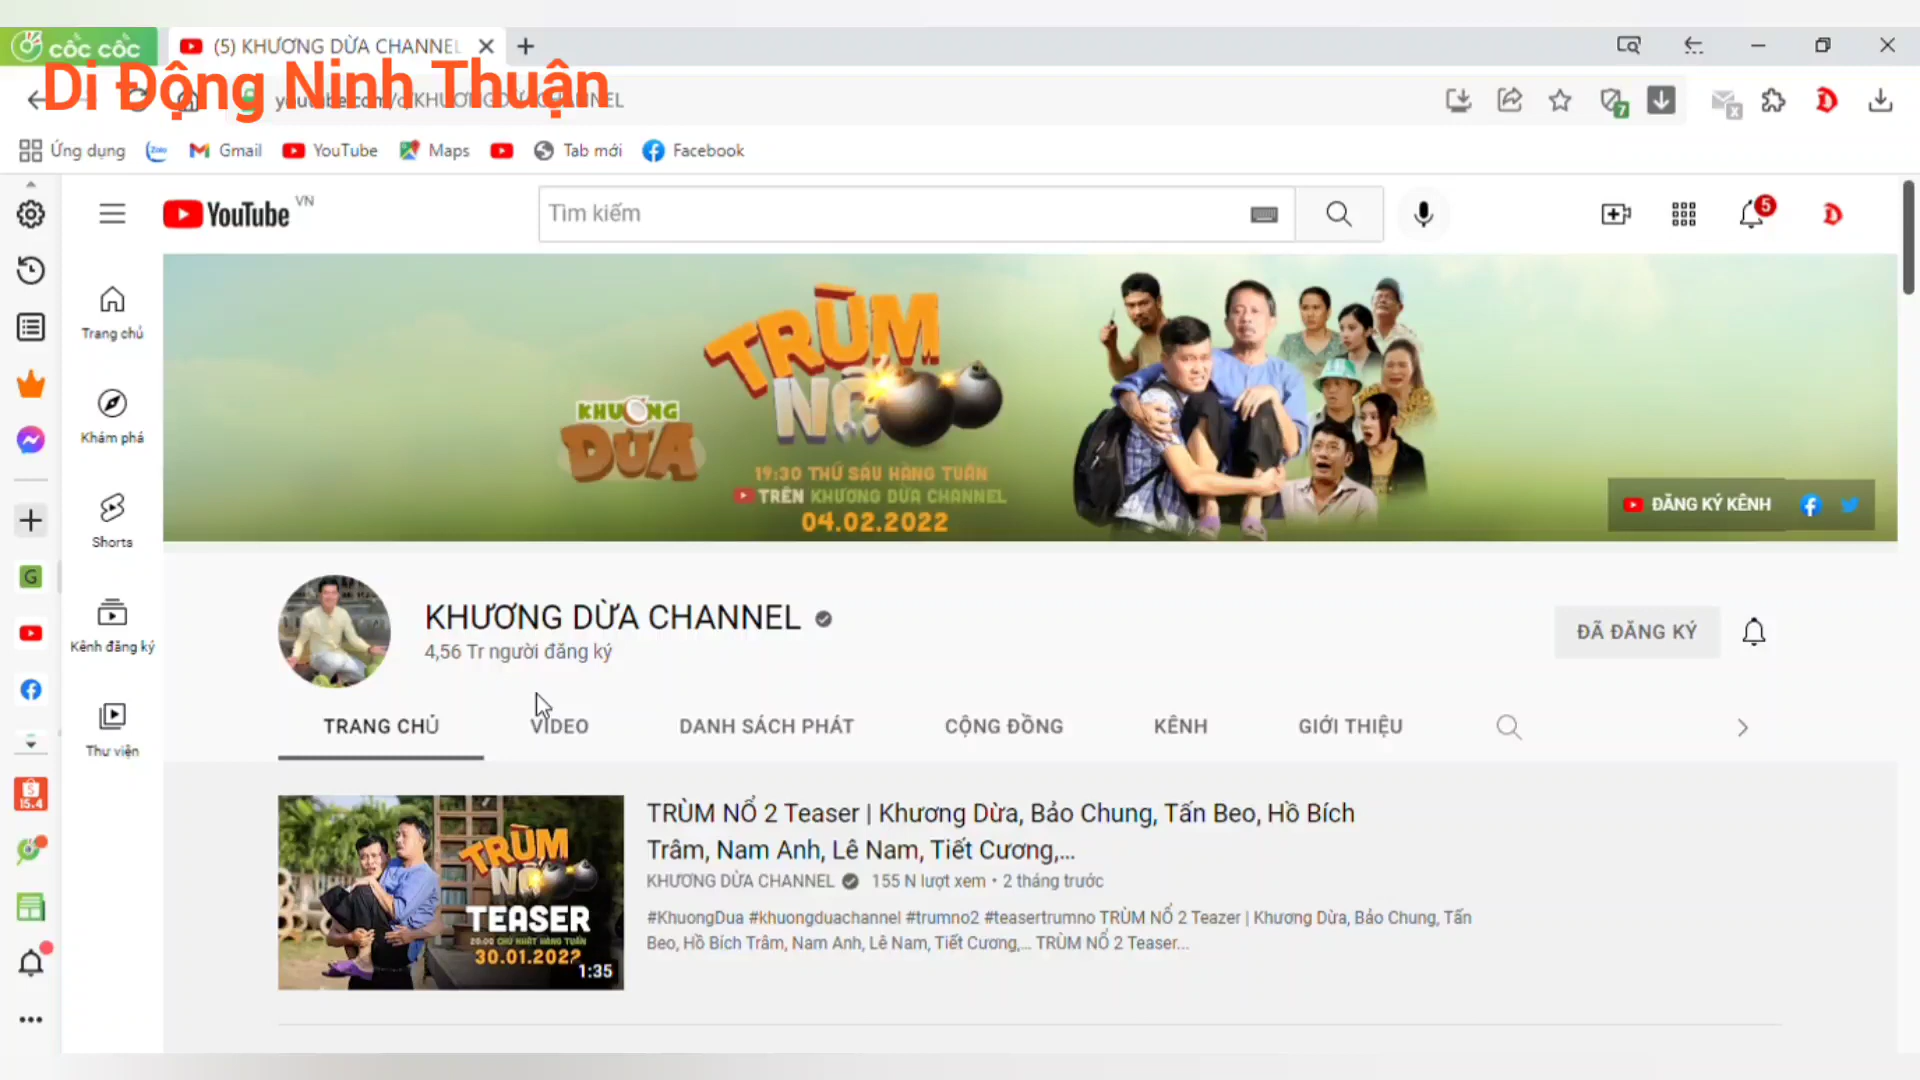 cốc cốc
(5) KHƯƠNG DỪA CHANNEL
Di Động Ninh Thuận
Ứng dụng
Zalo
Gmail
YouTube
Maps
Tab mới
Facebook
YouTube VN
Tìm kiếm
5
7
Trang chủ
Khám phá
Shorts
Kênh đăng ký
Thư viện
G
15.4
KHƯƠNG
DỪA
TRÙM
NỔ
19:30 THỨ SÁU HÀNG TUẦN
TRÊN KHƯƠNG DỪA CHANNEL
04.02.2022
ĐĂNG KÝ KÊNH
KHƯƠNG DỪA CHANNEL
4,56 Tr người đăng ký
ĐÃ ĐĂNG KÝ
TRANG CHỦ
VIDEO
DANH SÁCH PHÁT
CỘNG ĐỒNG
KÊNH
GIỚI THIỆU
TRÙM
NỔ
TEASER
20:00 CHỦ NHẬT HÀNG TUẦN
30.01.2022
1:35
TRÙM NỔ 2 Teaser | Khương Dừa, Bảo Chung, Tấn Beo, Hồ Bích
Trâm, Nam Anh, Lê Nam, Tiết Cương,...
KHƯƠNG DỪA CHANNEL 155 N lượt xem • 2 tháng trước
#KhuongDua #khuongduachannel #trumno2 #teasertrumno TRÙM NỔ 2 Teazer | Khương Dừa, Bảo Chung, Tấn
Beo, Hồ Bích Trâm, Nam Anh, Lê Nam, Tiết Cương,... TRÙM NỔ 2 Teaser...